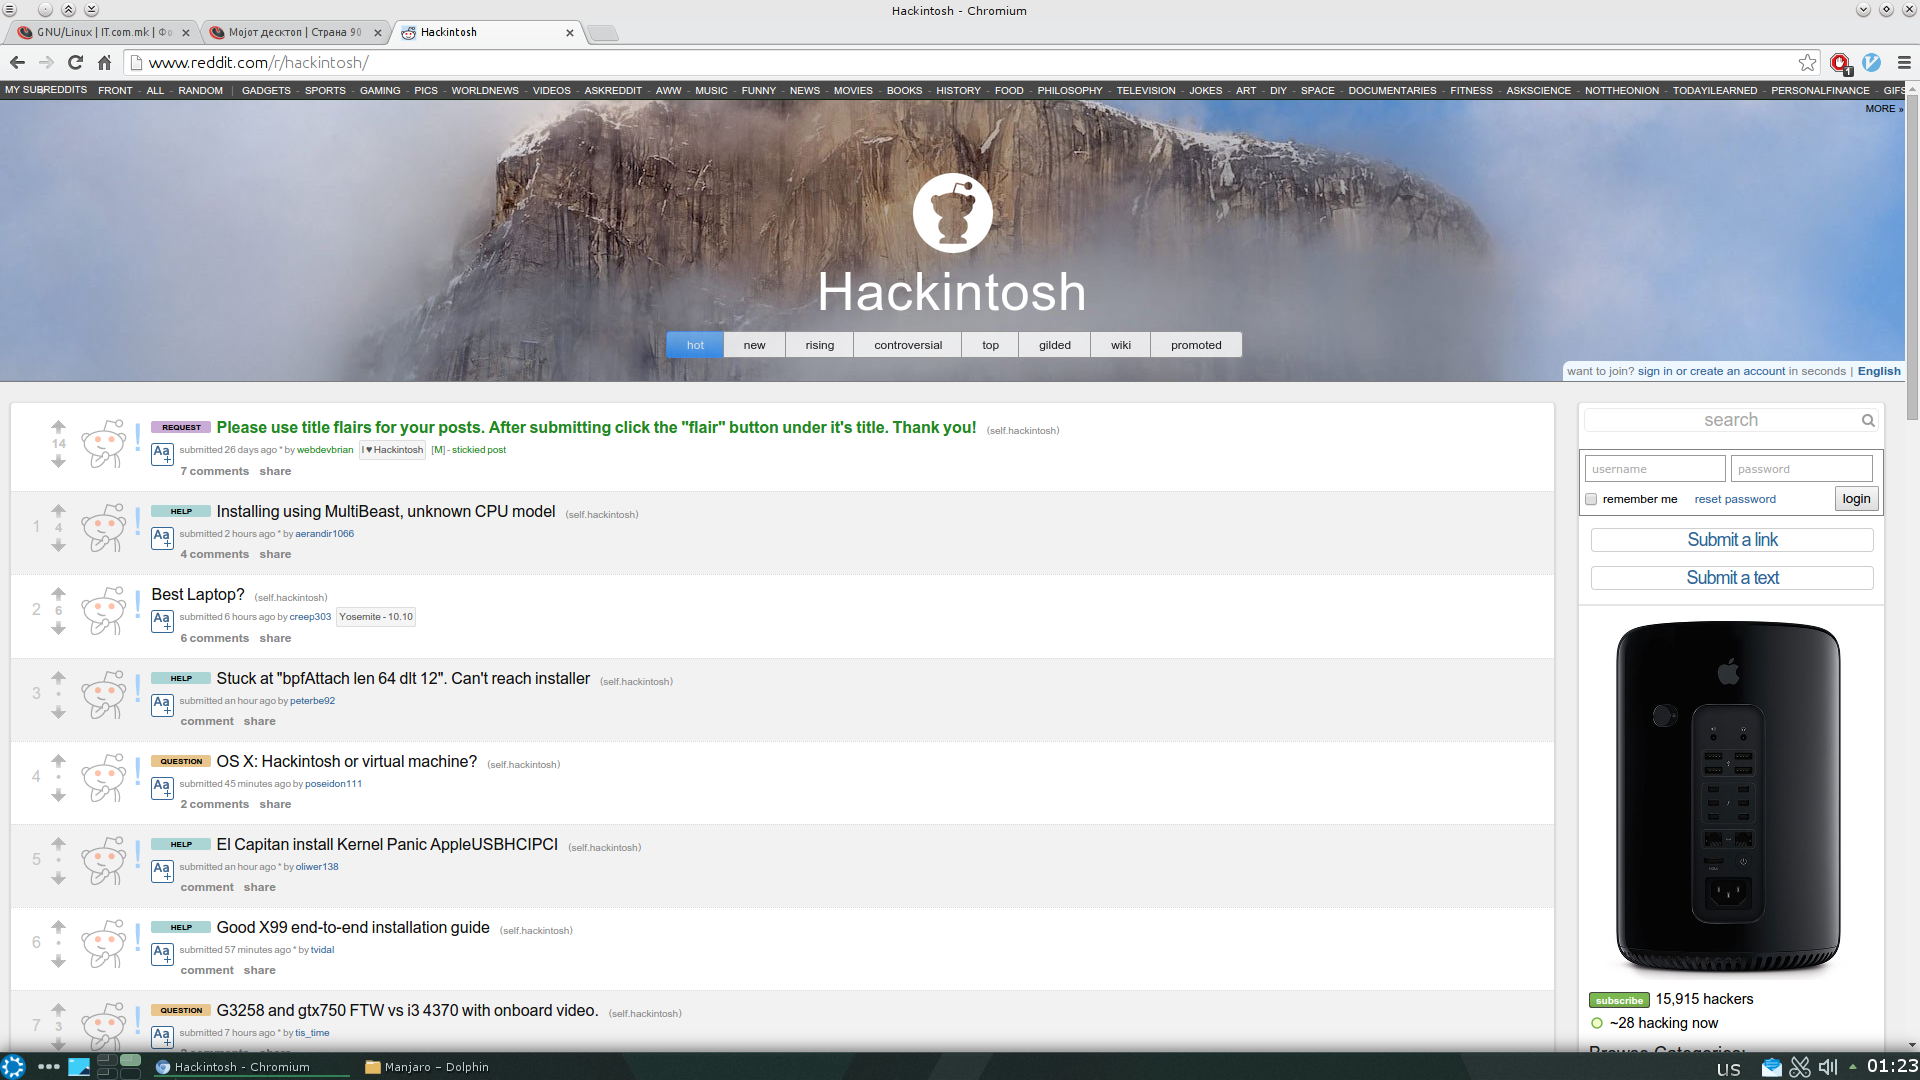 Hackintosh - Chromium
GNU/Linux | IT.com.mk | Фо
Мојот десктоп | Страна 90
Hackintosh
www.reddit.com/r/hackintosh/
1
MY SUBREDDITS FRONT - ALL - RANDOM | GADGETS - SPORTS - GAMING - PICS - WORLDNEWS - VIDEOS - ASKREDDIT - AWW - MUSIC - FUNNY - NEWS - MOVIES - BOOKS - HISTORY - FOOD - PHILOSOPHY - TELEVISION - JOKES - ART - DIY - SPACE - DOCUMENTARIES - FITNESS - ASKSCIENCE - NOTTHEONION - TODAYILEARNED - PERSONALFINANCE - GIFS
MORE »
Hackintosh
hot new rising controversial top gilded wiki promoted
want to join? sign in or create an account in seconds | English
14
REQUEST Please use title flairs for your posts. After submitting click the "flair" button under it's title. Thank you! (self.hackintosh)
Aa+ submitted 26 days ago * by webdevbrian I ♥ Hackintosh [M] - stickied post
7 comments share
1 4
HELP Installing using MultiBeast, unknown CPU model (self.hackintosh)
Aa+ submitted 2 hours ago * by aerandir1066
4 comments share
2 6
Best Laptop? (self.hackintosh)
Aa+ submitted 6 hours ago by creep303 Yosemite - 10.10
6 comments share
3 •
HELP Stuck at "bpfAttach len 64 dlt 12". Can't reach installer (self.hackintosh)
Aa+ submitted an hour ago by peterbe92
comment share
4 •
QUESTION OS X: Hackintosh or virtual machine? (self.hackintosh)
Aa+ submitted 45 minutes ago by poseidon111
2 comments share
5 •
HELP El Capitan install Kernel Panic AppleUSBHCIPCI (self.hackintosh)
Aa+ submitted an hour ago * by oliwer138
comment share
6 •
HELP Good X99 end-to-end installation guide (self.hackintosh)
Aa+ submitted 57 minutes ago * by tvidal
comment share
7 3
QUESTION G3258 and gtx750 FTW vs i3 4370 with onboard video. (self.hackintosh)
Aa+ submitted 7 hours ago * by tis_time
search
username password
remember me reset password login
Submit a link
Submit a text
subscribe 15,915 hackers
~28 hacking now
Browse Categories:
Hackintosh - Chromium
Manjaro – Dolphin
us
01:23